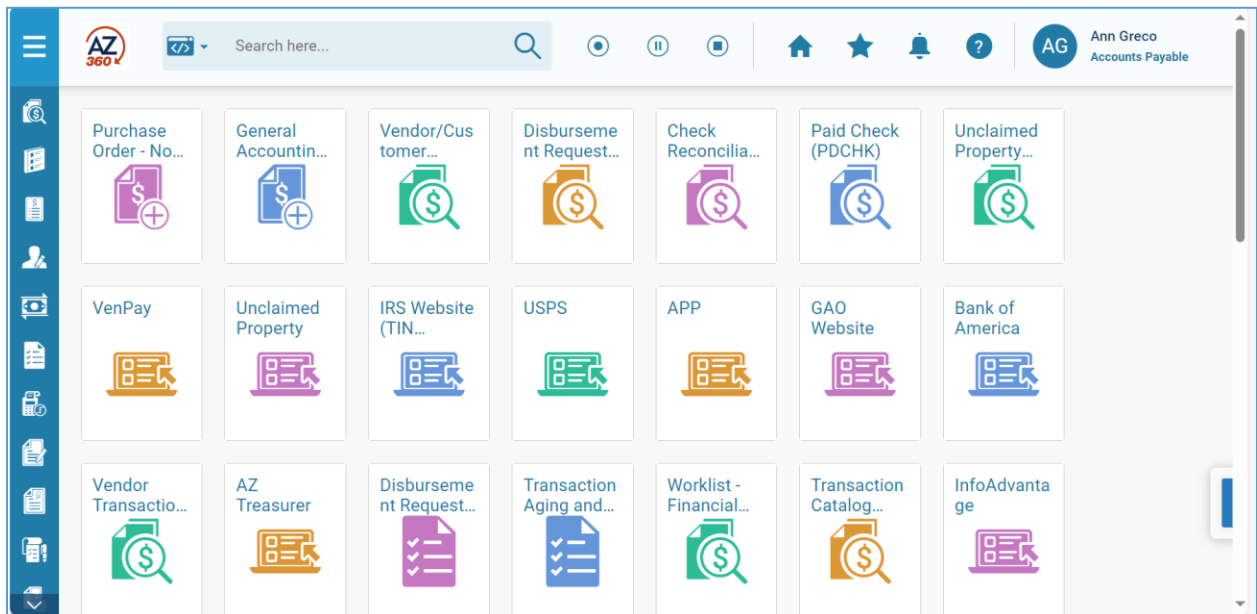 AZ
360
Search here...
Ann Greco
AG
Accounts Payable
Purchase
Order - No...
General
Accountin...
Vendor/Cus
tomer...
Disburseme
nt Request...
Check
Reconcilia...
Paid Check
(PDCHK)
Unclaimed
Property...
VenPay
Unclaimed
Property
IRS Website
(TIN...
USPS
APP
GAO
Website
Bank of
America
Vendor
Transactio...
AZ
Treasurer
Disburseme
nt Request...
Transaction
Aging and...
Worklist -
Financial...
Transaction
Catalog...
InfoAdvanta
ge